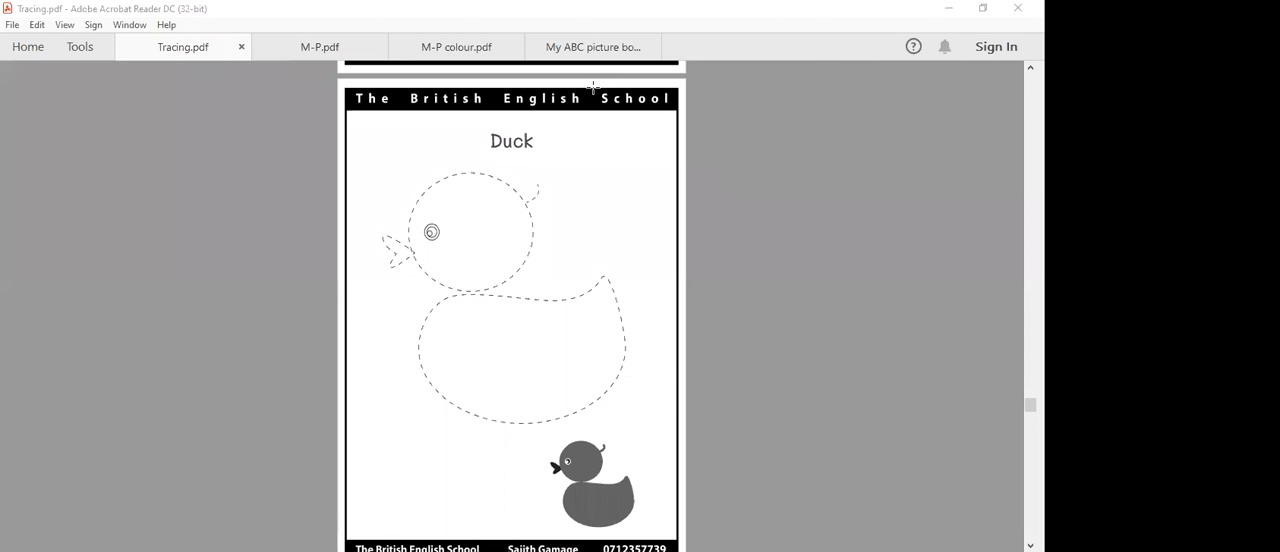 Tracing.pdf - Adobe Acrobat Reader DC (32-bit)
File Edit View Sign Window Help
Home Tools Tracing.pdf × M-P.pdf M-P colour.pdf My ABC picture bo... ? Sign In
The British English School
Duck
The British English School Sajith Gamage 0712357739